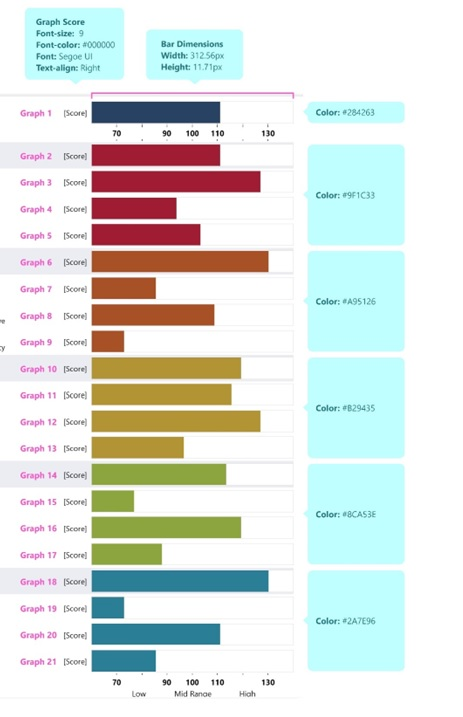 Graph Score
Font-size: 9
Font-color: #000000
Font: Segoe UI
Text-align: Right
Bar Dimensions
Width: 312.56px
Height: 11.71px
Graph 1 [Score]
Color: #284263
70 90 100 110 130
Graph 2 [Score]
Graph 3 [Score]
Color: #9F1C33
Graph 4 [Score]
Graph 5 [Score]
Graph 6 [Score]
Graph 7 [Score]
Color: #A95126
Graph 8 [Score]
Graph 9 [Score]
Graph 10 [Score]
Graph 11 [Score]
Color: #B29435
Graph 12 [Score]
Graph 13 [Score]
Graph 14 [Score]
Graph 15 [Score]
Color: #8CA53E
Graph 16 [Score]
Graph 17 [Score]
Graph 18 [Score]
Graph 19 [Score]
Color: #2A7E96
Graph 20 [Score]
Graph 21 [Score]
70 90 100 110 130
Low Mid Range High